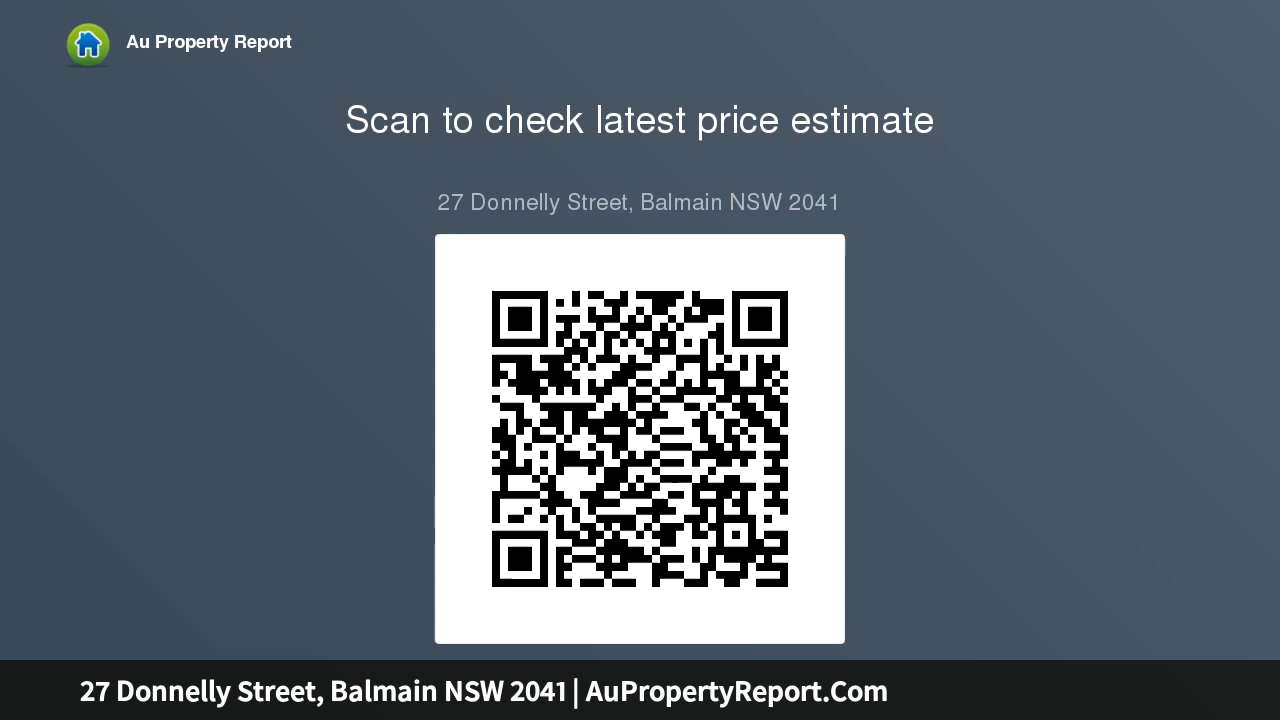 Au Property Report
Scan to check latest price estimate
27 Donnelly Street, Balmain NSW 2041
27 Donnelly Street, Balmain NSW 2041 | AuPropertyReport.Com